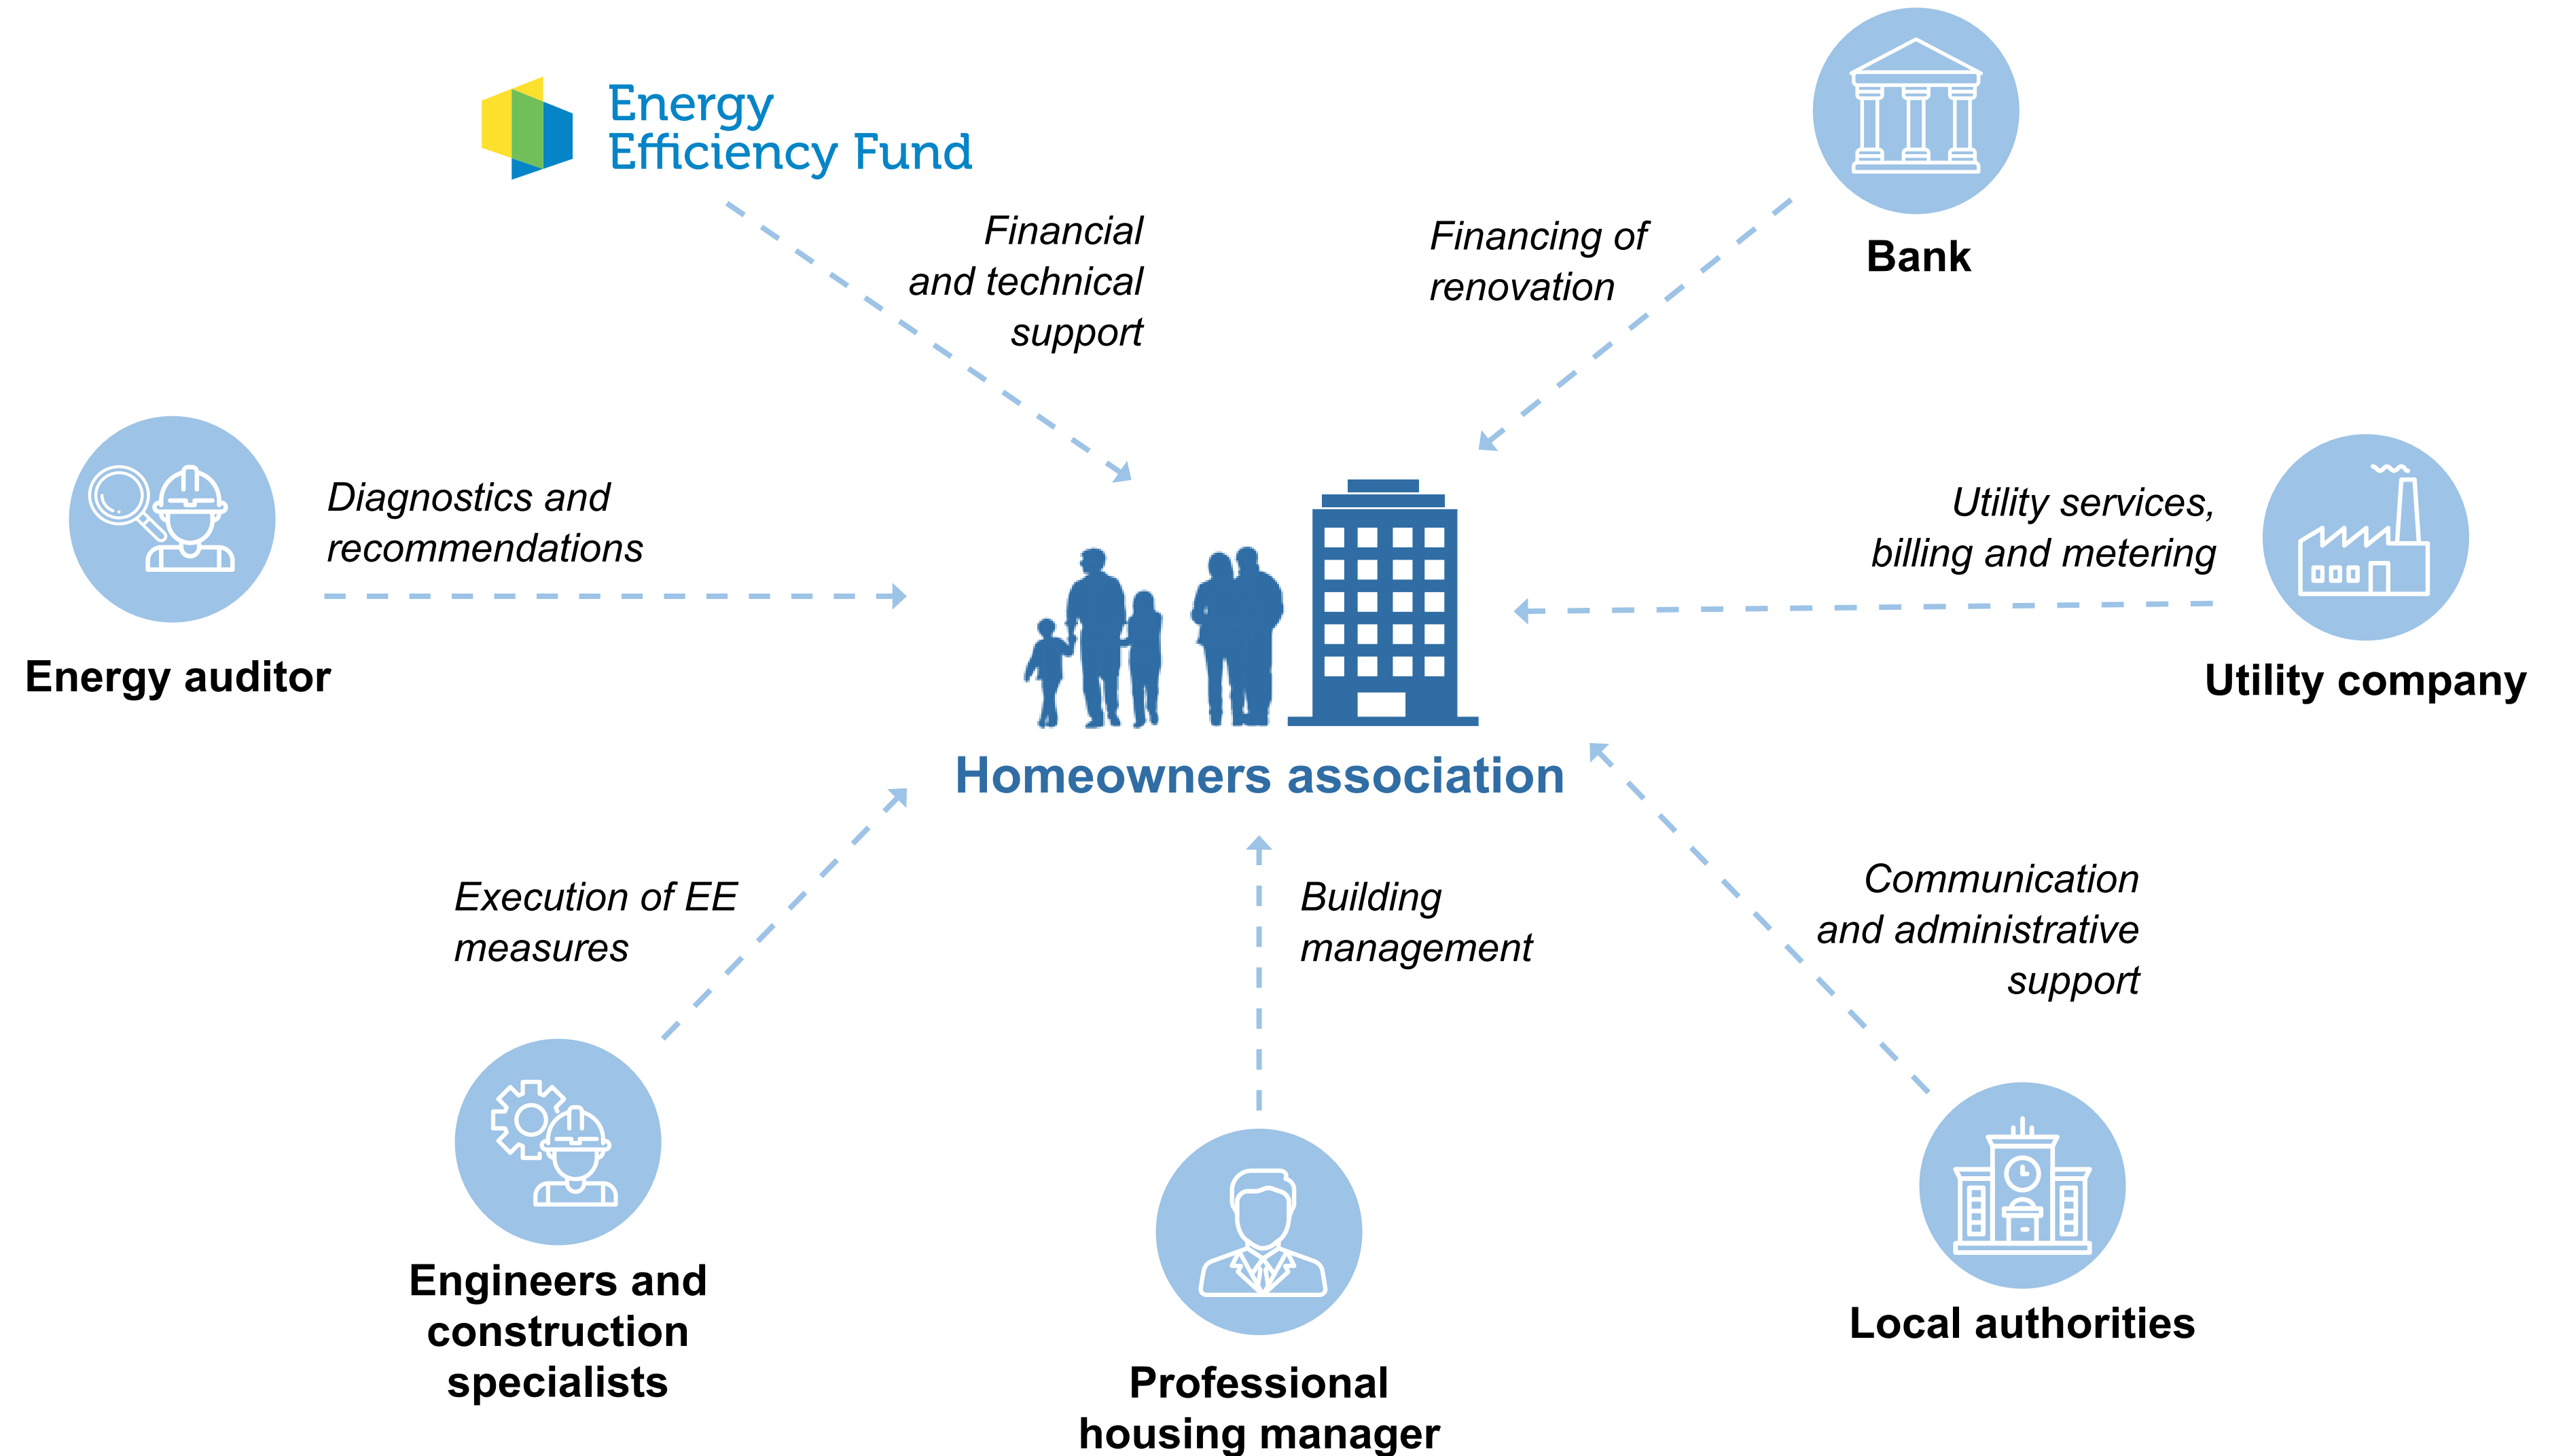 Energy
Efficiency Fund
Bank
Financial
and technical
support
Financing of
renovation
Diagnostics and
recommendations
Energy auditor
Utility services,
billing and metering
Utility company
Homeowners association
Execution of EE
measures
Building
management
Communication
and administrative
support
Engineers and
construction
specialists
Professional
housing manager
Local authorities